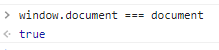 > window.document === document
< true